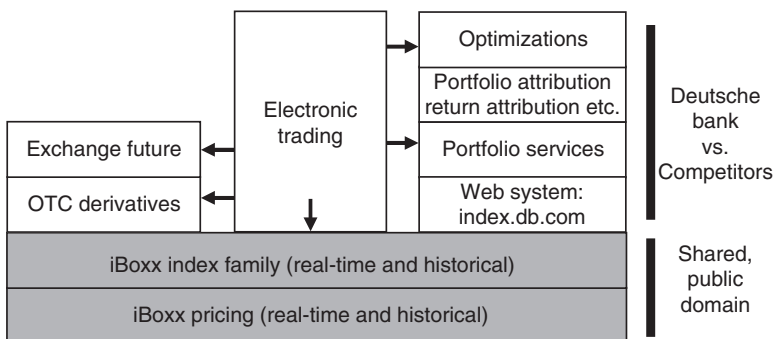 Optimizations
Portfolio attribution
return attribution etc.
Electronic
trading
Exchange future
Portfolio services
OTC derivatives
Web system:
index.db.com
Deutsche
bank
vs.
Competitors
iBoxx index family (real-time and historical)
iBoxx pricing (real-time and historical)
Shared,
public
domain